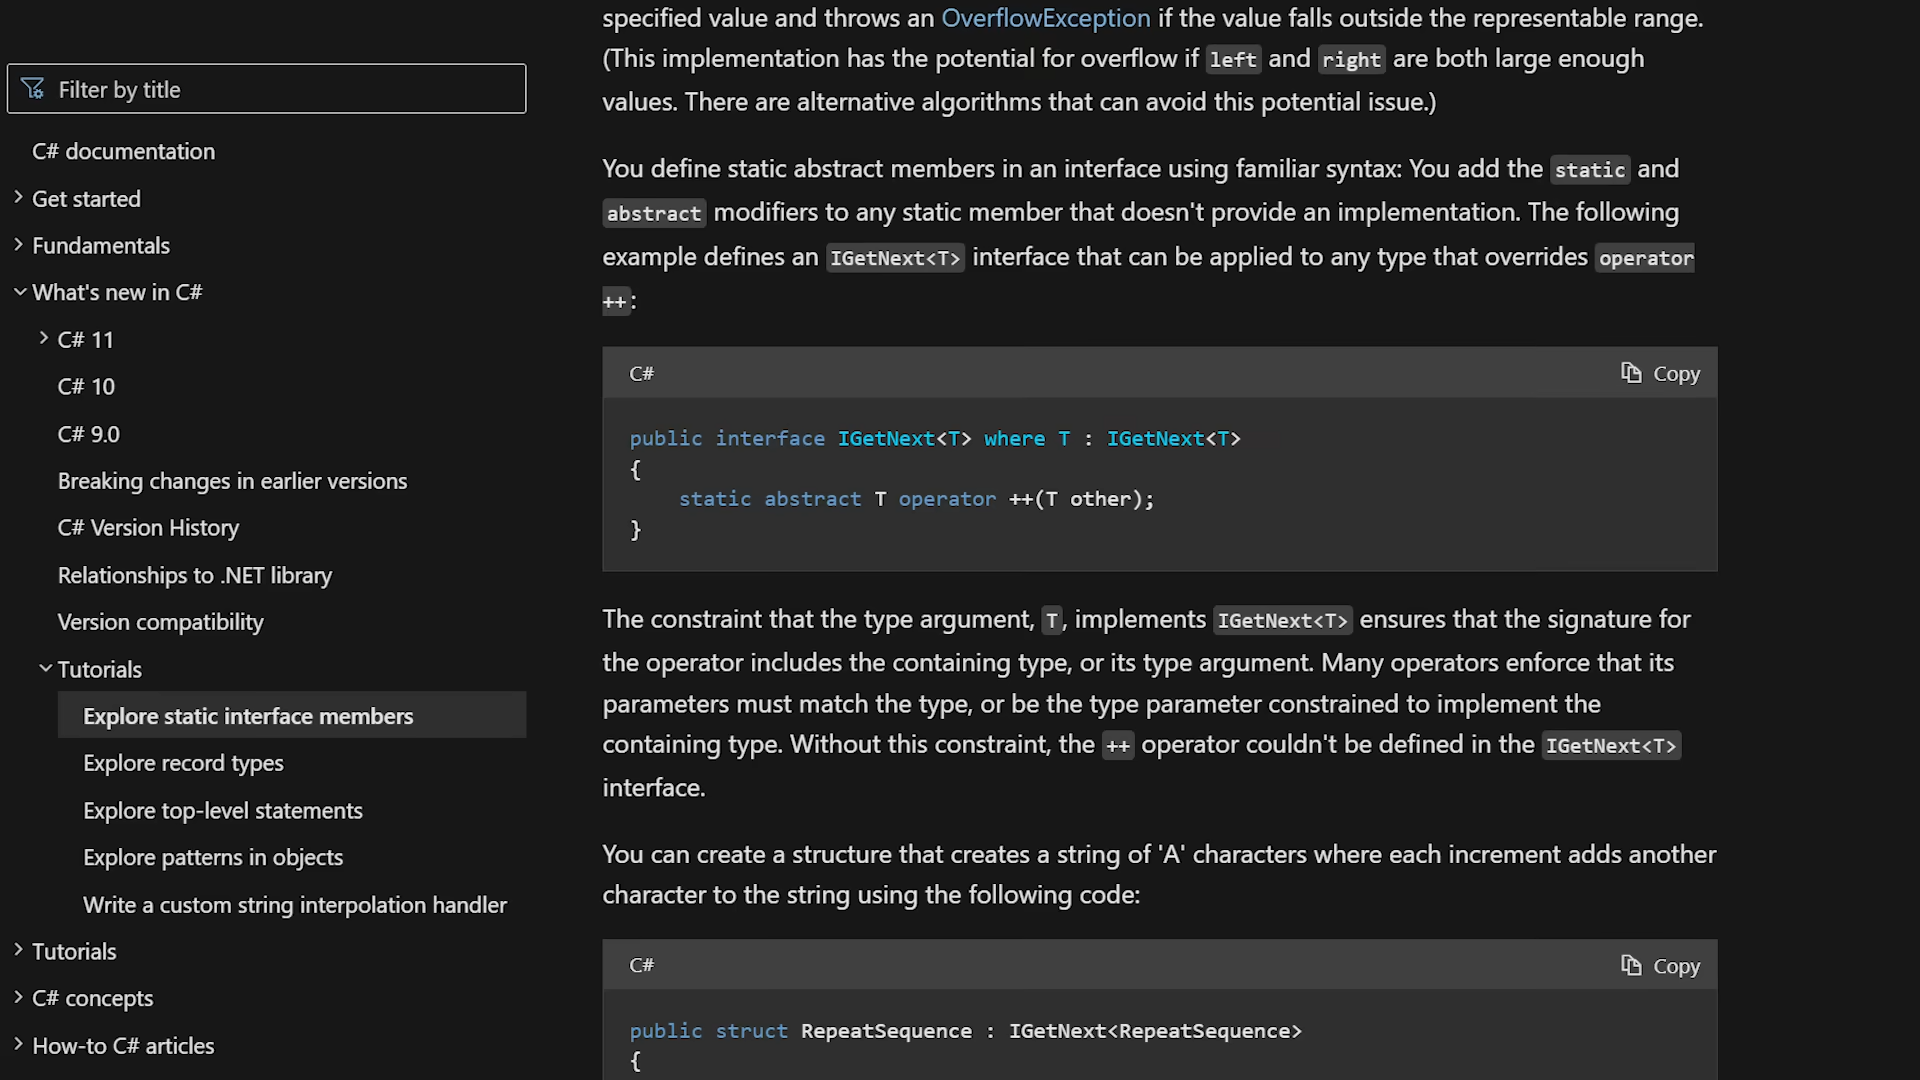 Filter by title
C# documentation
Get started
Fundamentals
What's new in C#
C# 11
C# 10
C# 9.0
Breaking changes in earlier versions
C# Version History
Relationships to .NET library
Version compatibility
Tutorials
Explore static interface members
Explore record types
Explore top-level statements
Explore patterns in objects
Write a custom string interpolation handler
Tutorials
C# concepts
How-to C# articles
specified value and throws an OverflowException if the value falls outside the representable range.
(This implementation has the potential for overflow if left and right are both large enough
values. There are alternative algorithms that can avoid this potential issue.)
You define static abstract members in an interface using familiar syntax: You add the static and
abstract modifiers to any static member that doesn't provide an implementation. The following
example defines an IGetNext<T> interface that can be applied to any type that overrides operator
++:
C# Copy
public interface IGetNext<T> where T : IGetNext<T>
{
    static abstract T operator ++(T other);
}
The constraint that the type argument, T, implements IGetNext<T> ensures that the signature for
the operator includes the containing type, or its type argument. Many operators enforce that its
parameters must match the type, or be the type parameter constrained to implement the
containing type. Without this constraint, the ++ operator couldn't be defined in the IGetNext<T>
interface.
You can create a structure that creates a string of 'A' characters where each increment adds another
character to the string using the following code:
C# Copy
public struct RepeatSequence : IGetNext<RepeatSequence>
{